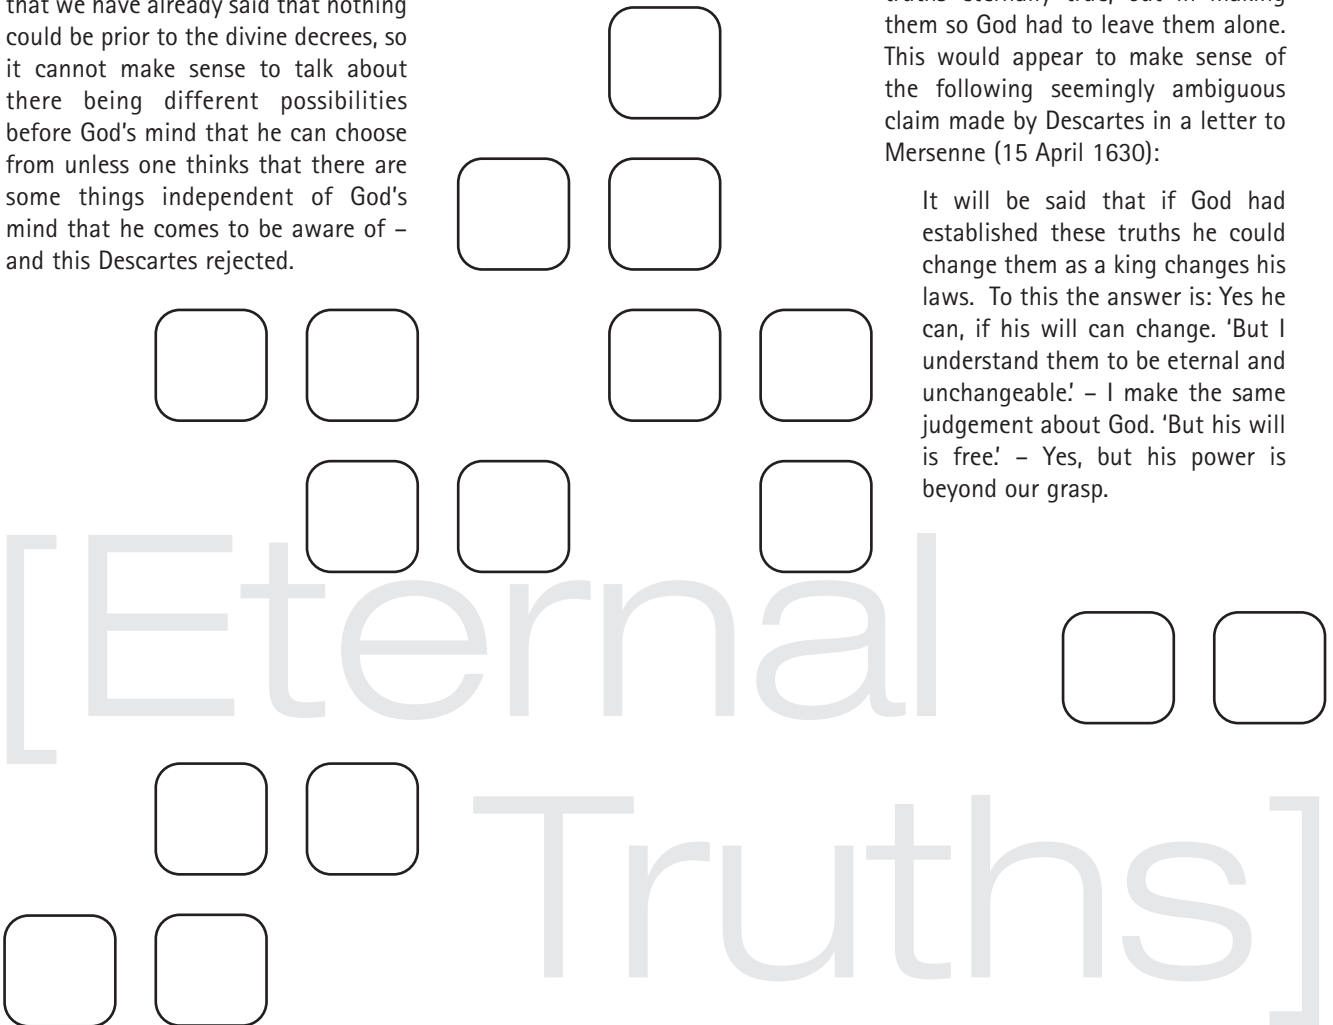 that we have already said that nothing
could be prior to the divine decrees, so
it cannot make sense to talk about
there being different possibilities
before God's mind that he can choose
from unless one thinks that there are
some things independent of God's
mind that he comes to be aware of –
and this Descartes rejected.
truths eternally true, but in making
them so God had to leave them alone.
This would appear to make sense of
the following seemingly ambiguous
claim made by Descartes in a letter to
Mersenne (15 April 1630):
It will be said that if God had
established these truths he could
change them as a king changes his
laws. To this the answer is: Yes he
can, if his will can change. 'But I
understand them to be eternal and
unchangeable.' – I make the same
judgement about God. 'But his will
is free.' – Yes, but his power is
beyond our grasp.
[Eternal
Truths]